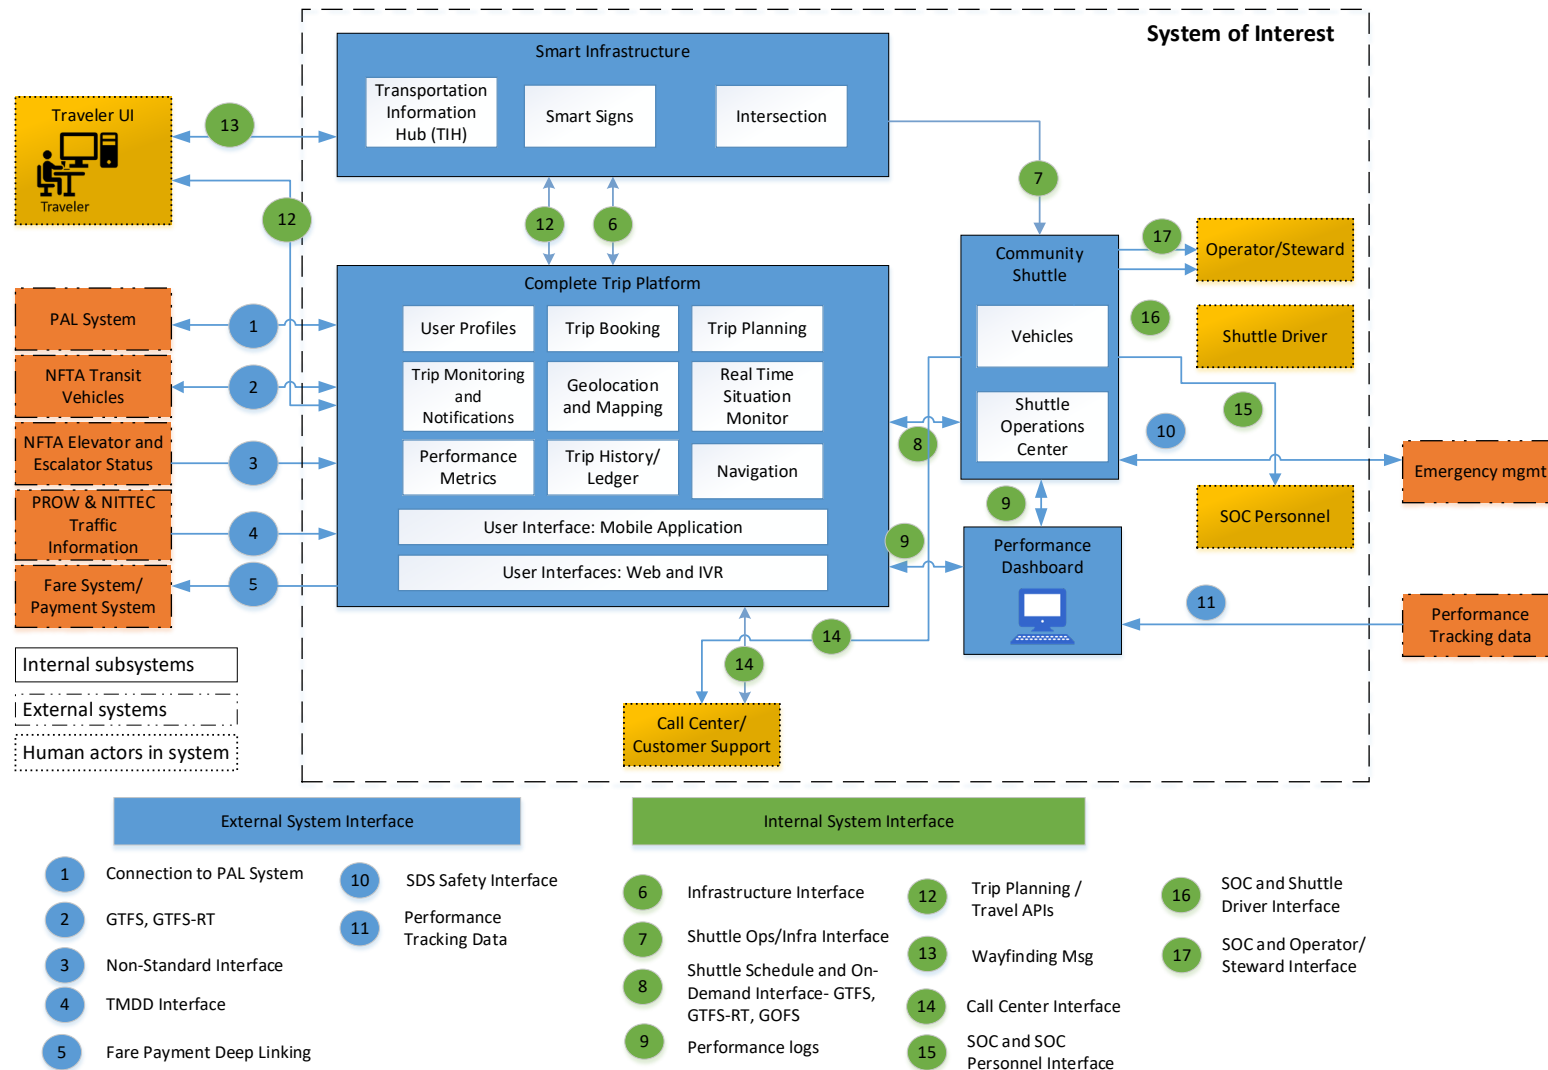 System of Interest
Smart Infrastructure
Transportation
Information
Hub (TIH)
Smart Signs
Intersection
Traveler UI
Traveler
13
12
12
6
7
17
Operator/Steward
Community
Shuttle
Vehicles
Shuttle
Operations
Center
16
Shuttle Driver
15
10
SOC Personnel
Emergency mgmt
Complete Trip Platform
User Profiles
Trip Booking
Trip Planning
Trip Monitoring
and
Notifications
Geolocation
and Mapping
Real Time
Situation
Monitor
Performance
Metrics
Trip History/
Ledger
Navigation
User Interface: Mobile Application
User Interfaces: Web and IVR
PAL System
1
NFTA Transit
Vehicles
2
NFTA Elevator and
Escalator Status
3
PROW & NITTEC
Traffic
Information
4
Fare System/
Payment System
5
8
9
9
Performance
Dashboard
11
Performance
Tracking data
14
14
Call Center/
Customer Support
Internal subsystems
External systems
Human actors in system
External System Interface
1 Connection to PAL System
2 GTFS, GTFS-RT
3 Non-Standard Interface
4 TMDD Interface
5 Fare Payment Deep Linking
10 SDS Safety Interface
11 Performance
Tracking Data
Internal System Interface
6 Infrastructure Interface
7 Shuttle Ops/Infra Interface
8 Shuttle Schedule and On-
Demand Interface- GTFS,
GTFS-RT, GOFS
9 Performance logs
12 Trip Planning /
Travel APIs
13 Wayfinding Msg
14 Call Center Interface
15 SOC and SOC
Personnel Interface
16 SOC and Shuttle
Driver Interface
17 SOC and Operator/
Steward Interface